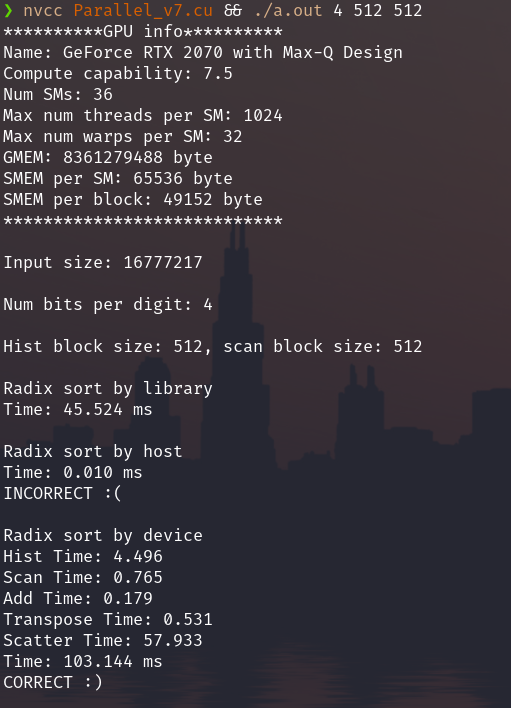 ❯ nvcc Parallel_v7.cu && ./a.out 4 512 512
**********GPU info**********
Name: GeForce RTX 2070 with Max-Q Design
Compute capability: 7.5
Num SMs: 36
Max num threads per SM: 1024
Max num warps per SM: 32
GMEM: 8361279488 byte
SMEM per SM: 65536 byte
SMEM per block: 49152 byte
****************************
Input size: 16777217
Num bits per digit: 4
Hist block size: 512, scan block size: 512
Radix sort by library
Time: 45.524 ms
Radix sort by host
Time: 0.010 ms
INCORRECT :(
Radix sort by device
Hist Time: 4.496
Scan Time: 0.765
Add Time: 0.179
Transpose Time: 0.531
Scatter Time: 57.933
Time: 103.144 ms
CORRECT :)